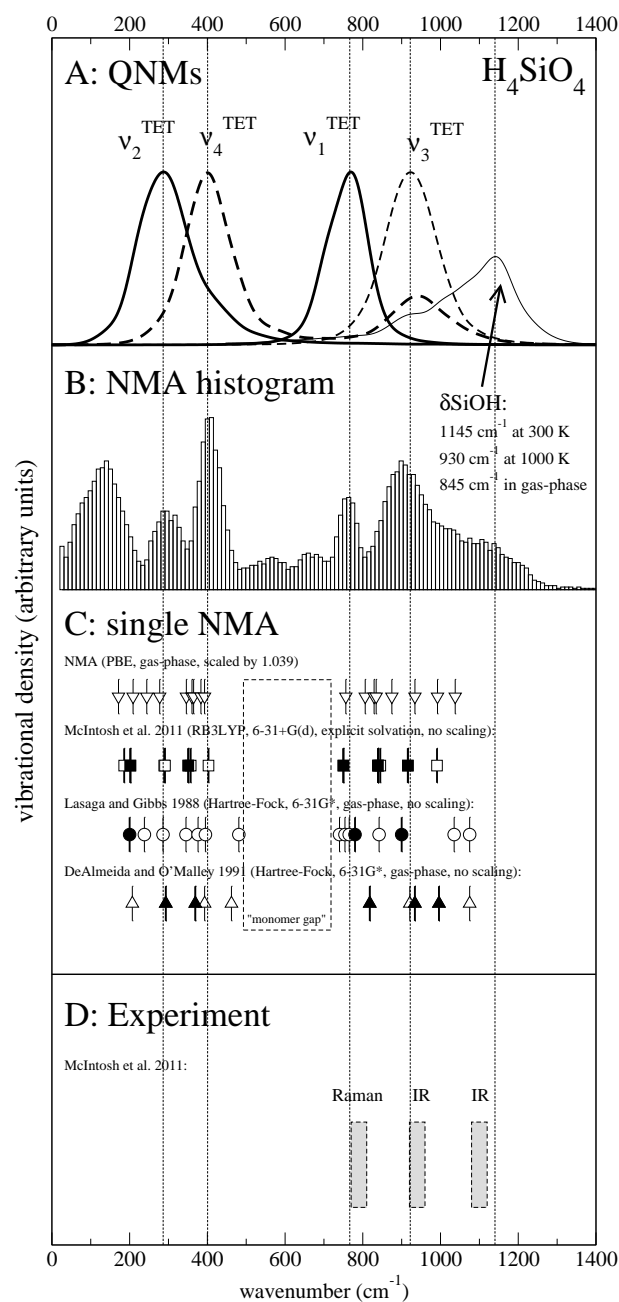 0 200 400 600 800 1000 1200 1400
A: QNMs
H4SiO4
ν2TET
ν4TET
ν1TET
ν3TET
B: NMA histogram
δSiOH:
1145 cm-1 at 300 K
930 cm-1 at 1000 K
845 cm-1 in gas-phase
vibrational density (arbitrary units)
C: single NMA
NMA (PBE, gas-phase, scaled by 1.039)
McIntosh et al. 2011 (RB3LYP, 6-31+G(d), explicit solvation, no scaling):
Lasaga and Gibbs 1988 (Hartree-Fock, 6-31G*, gas-phase, no scaling):
DeAlmeida and O'Malley 1991 (Hartree-Fock, 6-31G*, gas-phase, no scaling):
"monomer gap"
D: Experiment
McIntosh et al. 2011:
Raman IR IR
0 200 400 600 800 1000 1200 1400
wavenumber (cm-1)